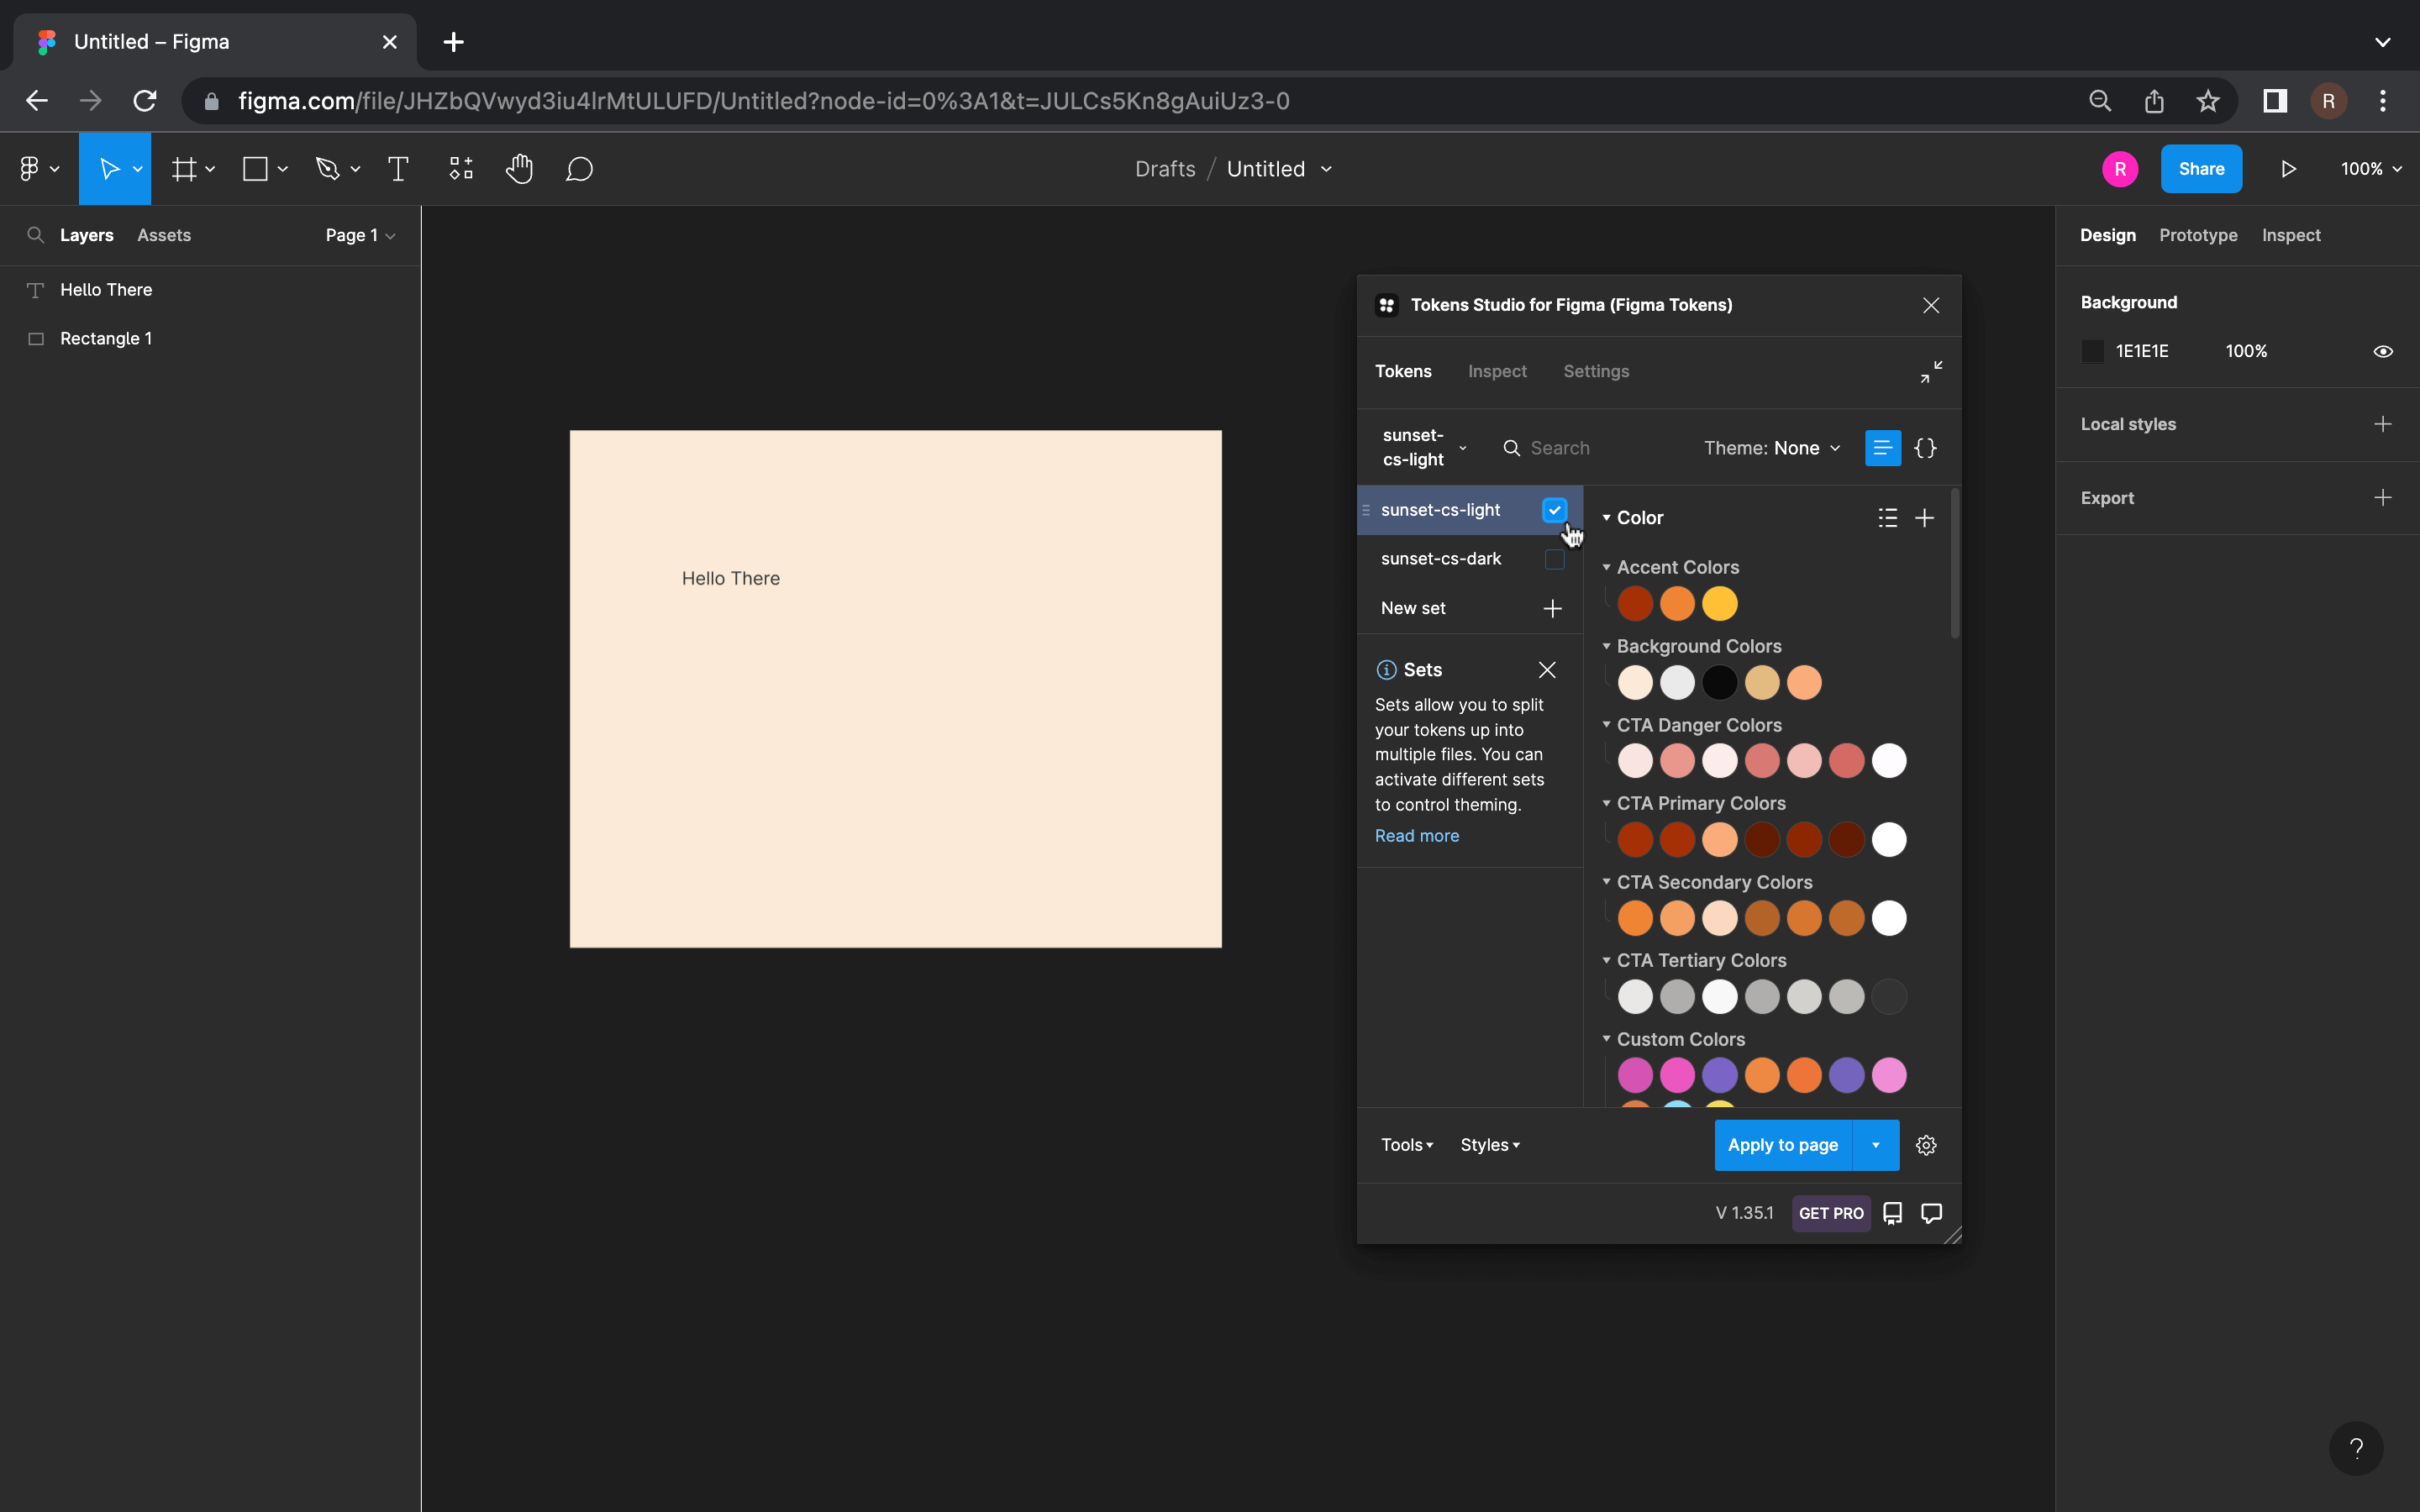 Untitled – Figma
figma.com/file/JHZbQVwyd3iu4lrMtULUFD/Untitled?node-id=0%3A1&t=JULCs5Kn8gAuiUz3-0
R
Drafts / Untitled
R
Share
100%
Layers
Assets
Page 1
Design
Prototype
Inspect
Hello There
Rectangle 1
Background
1E1E1E
100%
Local styles
Export
Hello There
Tokens Studio for Figma (Figma Tokens)
Tokens
Inspect
Settings
sunset-
cs-light
Search
Theme: None
sunset-cs-light
sunset-cs-dark
New set
Sets
Sets allow you to split
your tokens up into
multiple files. You can
activate different sets
to control theming.
Read more
Color
Accent Colors
Background Colors
CTA Danger Colors
CTA Primary Colors
CTA Secondary Colors
CTA Tertiary Colors
Custom Colors
Tools
Styles
Apply to page
V 1.35.1
GET PRO
?